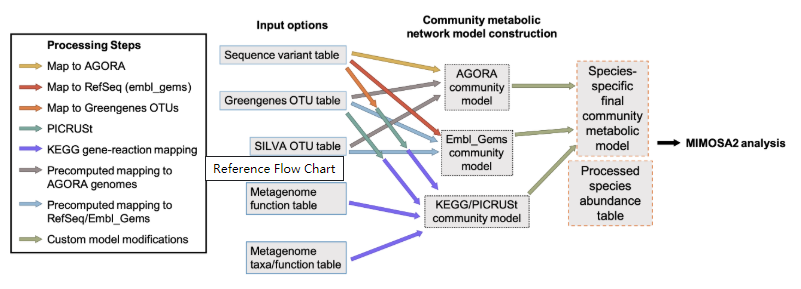 Input options
Community metabolic
network model construction
Processing Steps
Map to AGORA
Map to RefSeq (embl_gems)
Map to Greengenes OTUs
PICRUSt
KEGG gene-reaction mapping
Precomputed mapping to
AGORA genomes
Precomputed mapping to
RefSeq/Embl_Gems
Custom model modifications
Sequence variant table
Greengenes OTU table
SILVA OTU table
Reference Flow Chart
Metagenome
function table
Metagenome
taxa/function table
AGORA
community
model
Embl_Gems
community
model
KEGG/PICRUSt
community model
Species-
specific
final
community
metabolic
model
Processed
species
abundance
table
MIMOSA2 analysis